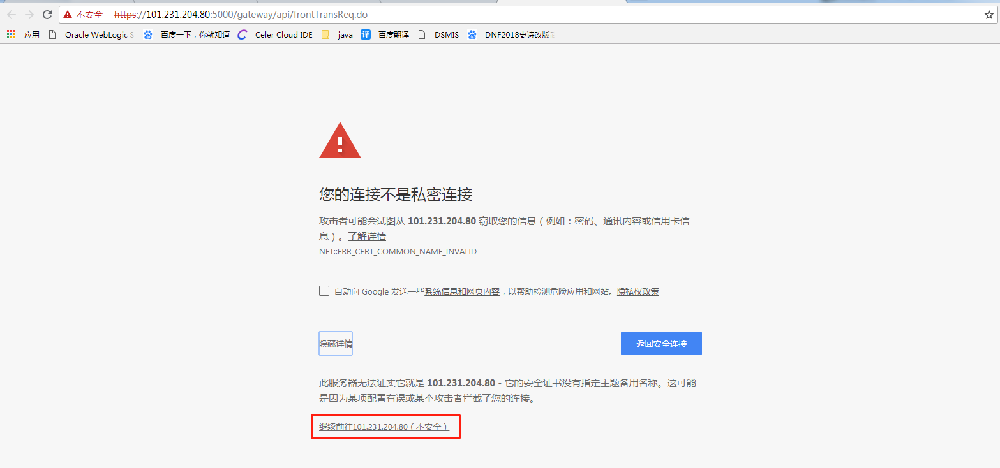 不安全 https://101.231.204.80:5000/gateway/api/frontTransReq.do
应用 Oracle WebLogic S 百度一下，你就知道 Celer Cloud IDE java 译 百度翻译 DSMIS DNF2018史诗改版
您的连接不是私密连接
攻击者可能会试图从 101.231.204.80 窃取您的信息（例如：密码、通讯内容或信用卡信
息）。了解详情
NET::ERR_CERT_COMMON_NAME_INVALID
自动向 Google 发送一些系统信息和网页内容，以帮助检测危险应用和网站。隐私权政策
隐藏详情 返回安全连接
此服务器无法证实它就是 101.231.204.80 - 它的安全证书没有指定主题备用名称。这可能
是因为某项配置有误或某个攻击者拦截了您的连接。
继续前往101.231.204.80（不安全）